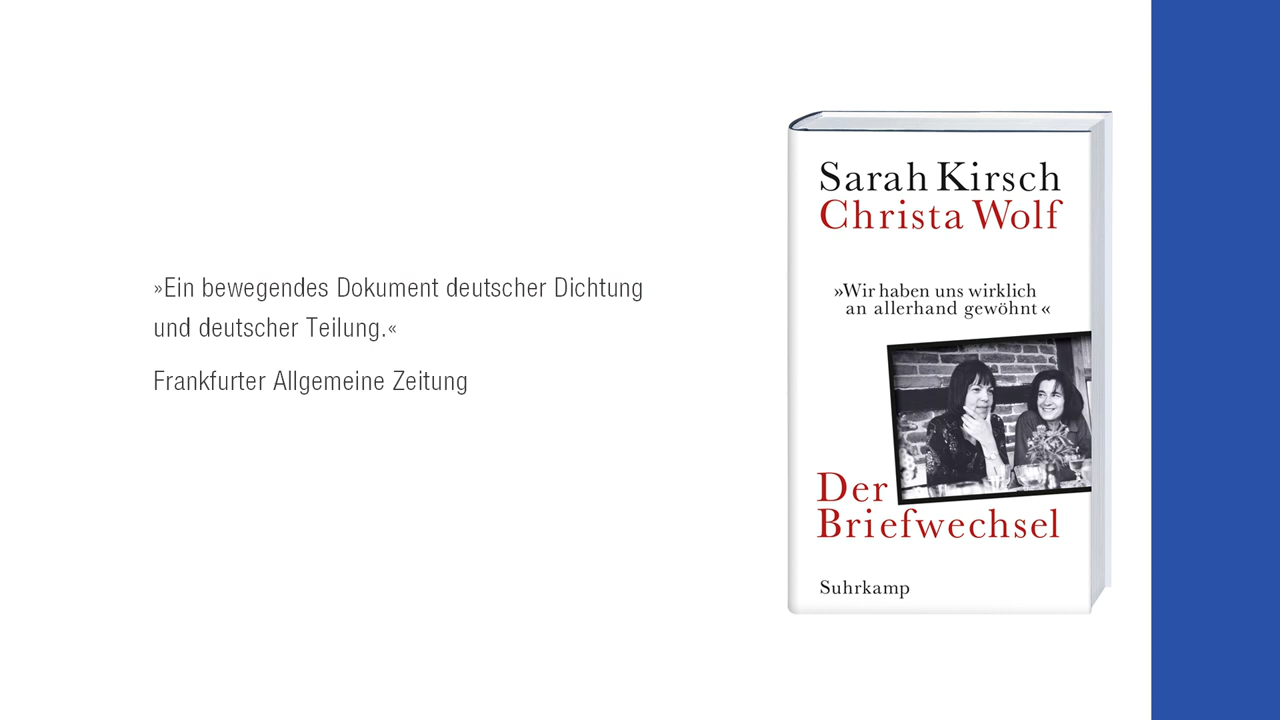 »Ein bewegendes Dokument deutscher Dichtung
und deutscher Teilung.«
Frankfurter Allgemeine Zeitung
Sarah Kirsch
Christa Wolf
»Wir haben uns wirklich
an allerhand gewöhnt«
Der
Briefwechsel
Suhrkamp